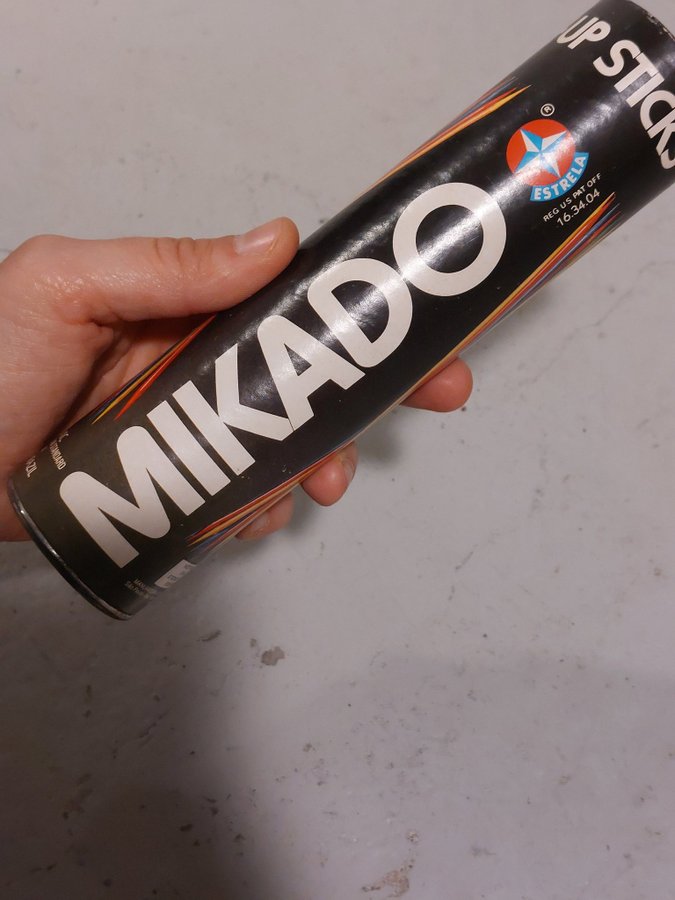 UP STICKS
®
ESTRELA
REG US PAT OFF
16.34.04
MIKADO